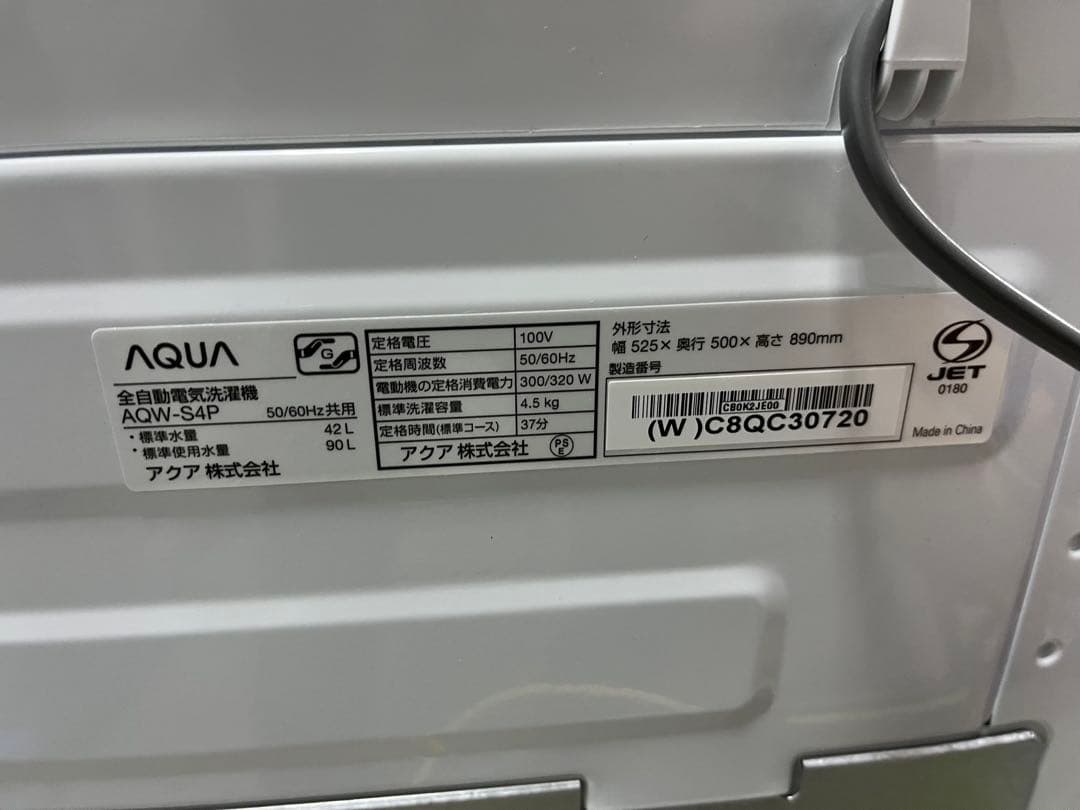 AQUA
G
全自動電気洗濯機
AQW-S4P 50/60Hz共用
・標準水量 42 L
・標準使用水量 90 L
アクア 株式会社
定格電圧 100V
定格周波数 50/60Hz
電動機の定格消費電力 300/320 W
標準洗濯容量 4.5 kg
定格時間(標準コース) 37分
アクア 株式会社 PSE
外形寸法
幅 525× 奥行 500× 高さ 890mm
製造番号
CB0K2JE00
(W )C8QC30720
S
JET
0180
Made in China